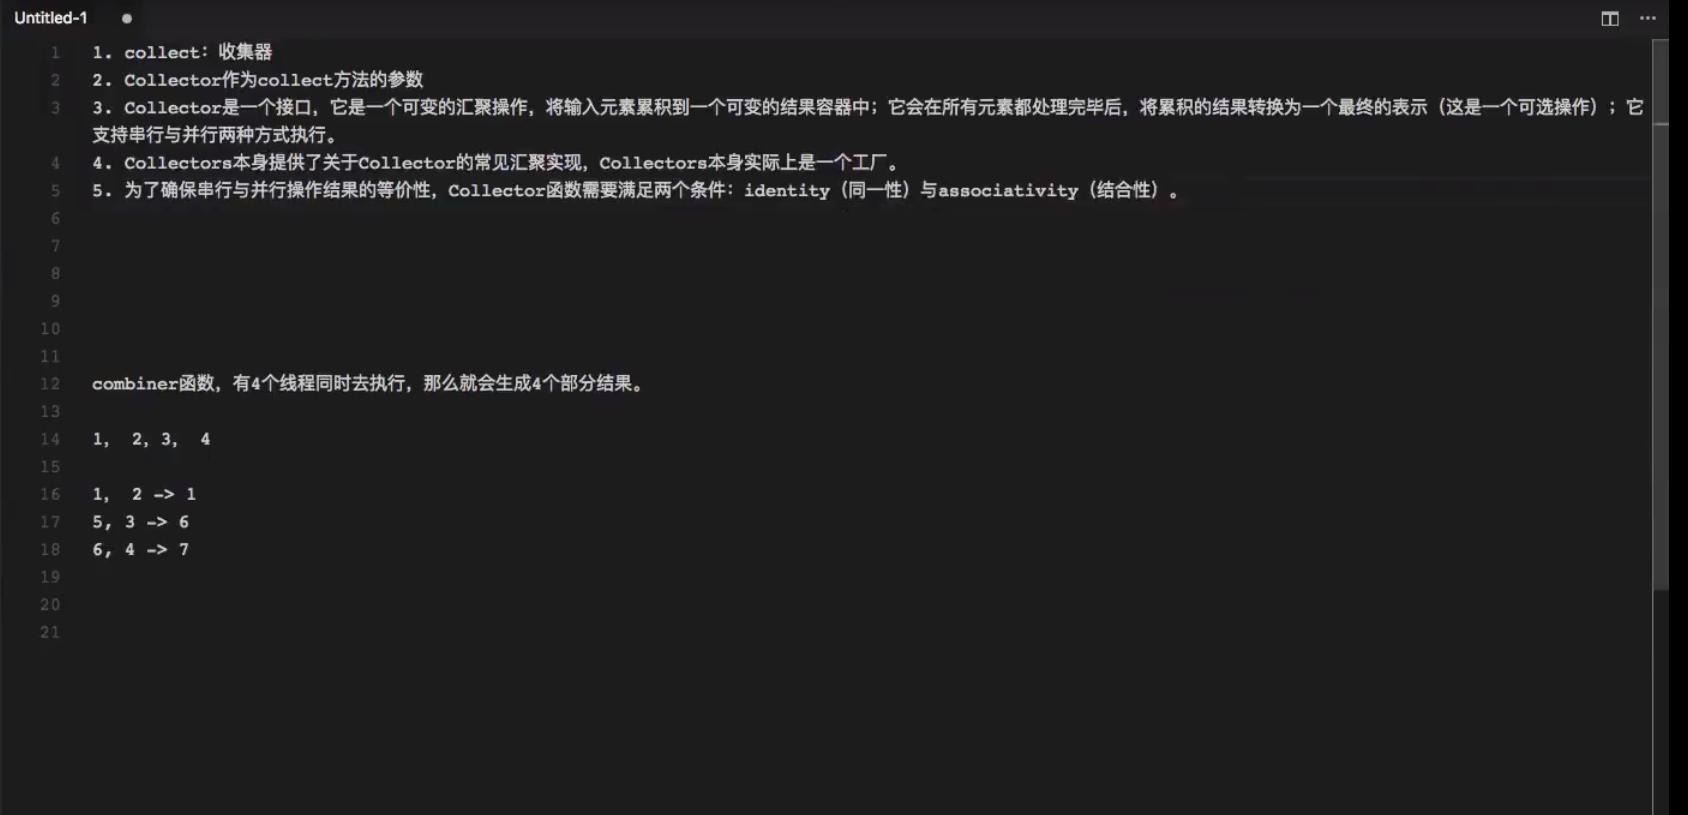 Untitled-1
1 1. collect：收集器
2 2. Collector作为collect方法的参数
3 3. Collector是一个接口，它是一个可变的汇聚操作，将输入元素累积到一个可变的结果容器中；它会在所有元素都处理完毕后，将累积的结果转换为一个最终的表示（这是一个可选操作）；它
支持串行与并行两种方式执行。
4 4. Collectors本身提供了关于Collector的常见汇聚实现，Collectors本身实际上是一个工厂。
5 5. 为了确保串行与并行操作结果的等价性，Collector函数需要满足两个条件：identity（同一性）与associativity（结合性）。
6
7
8
9
10
11
12 combiner函数，有4个线程同时去执行，那么就会生成4个部分结果。
13
14 1,  2, 3,  4
15
16 1,  2 -> 1
17 5, 3 -> 6
18 6, 4 -> 7
19
20
21